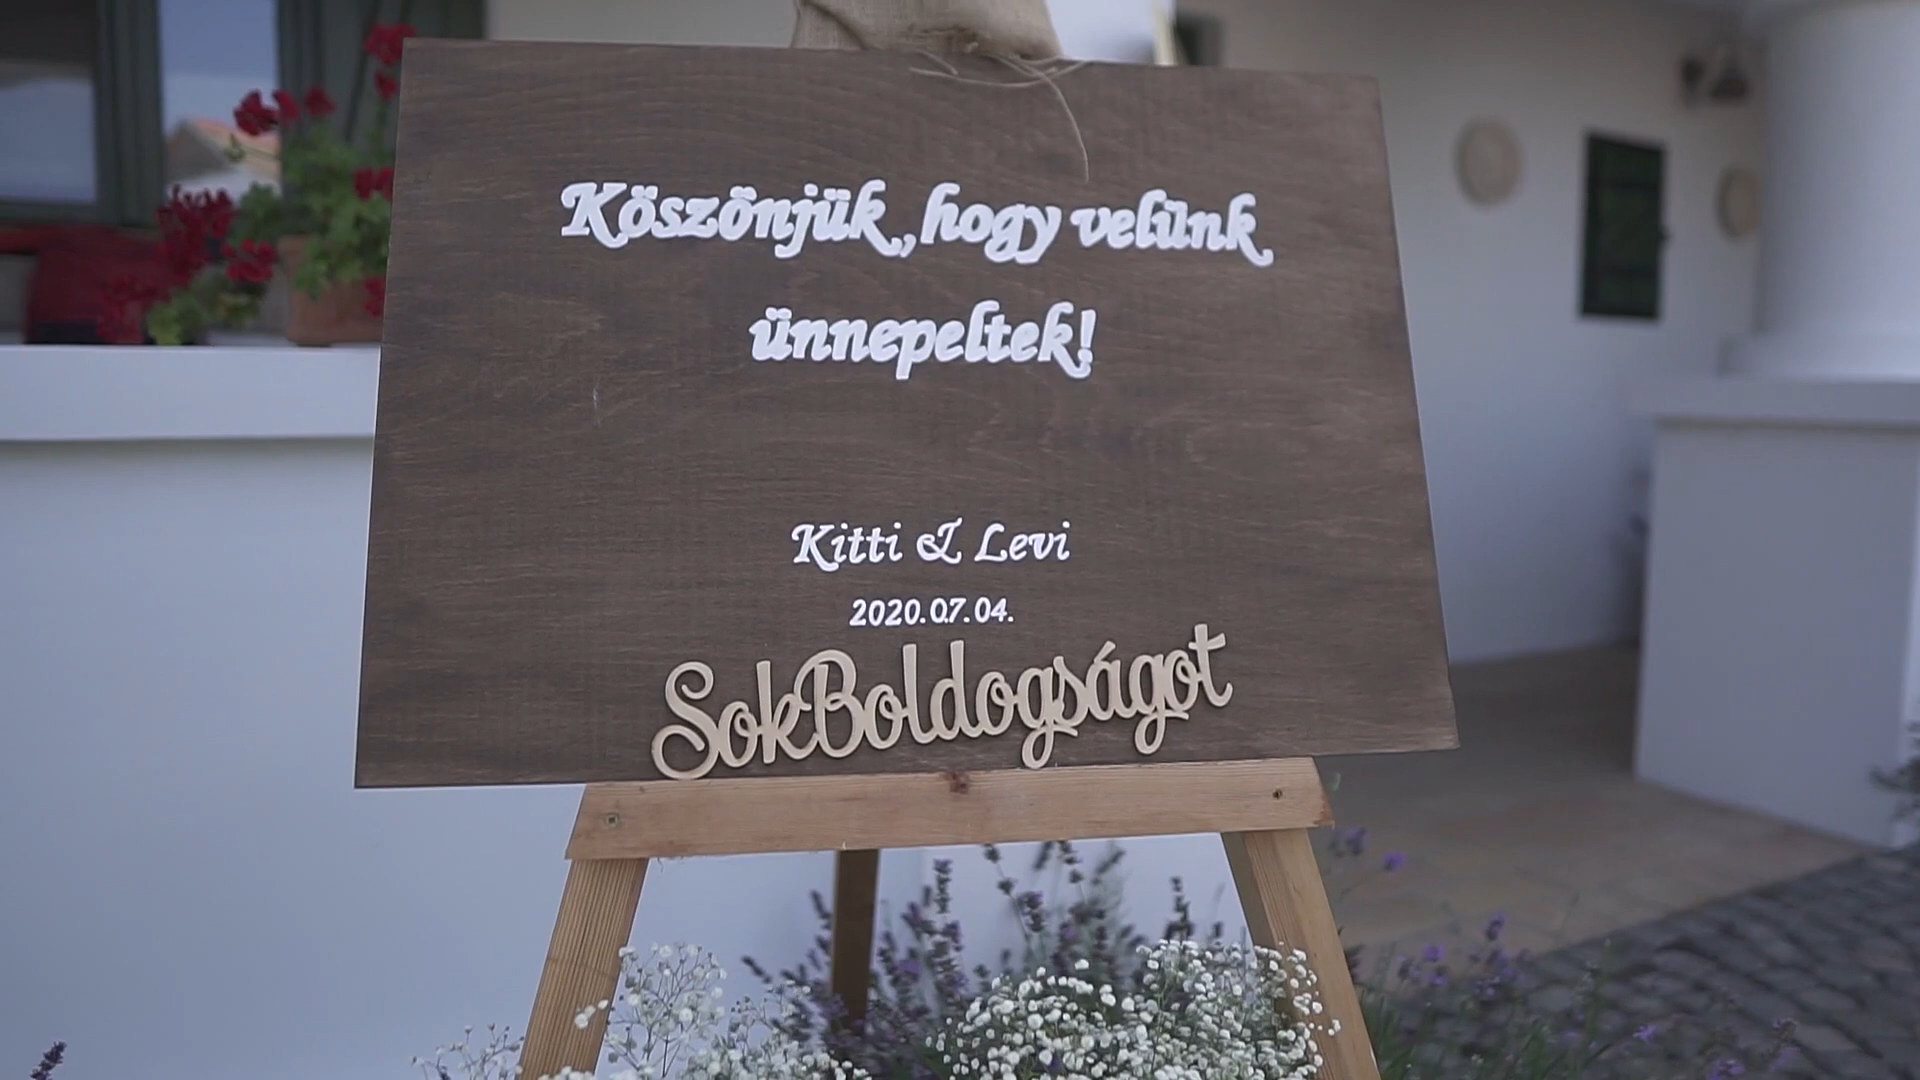 Köszönjük, hogy velünk
ünnepeltek!
Kitti & Levi
2020.07.04.
SokBoldogságot